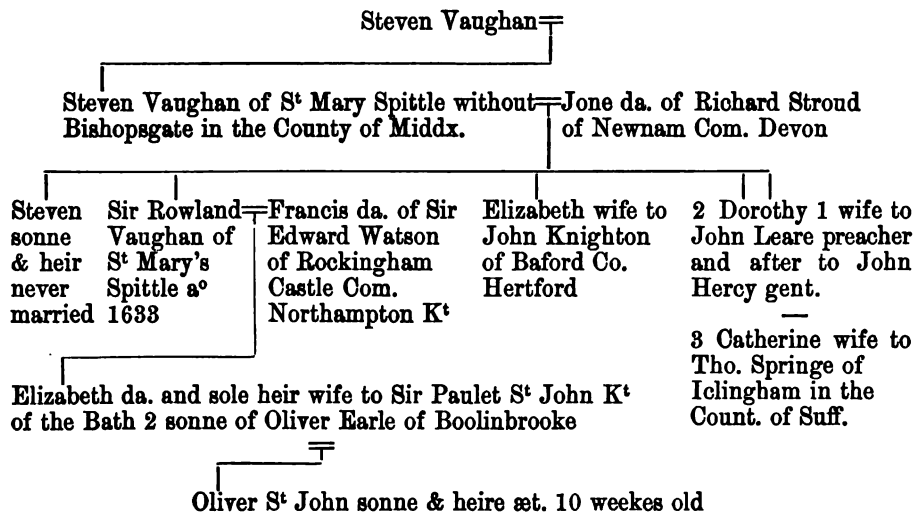 Steven Vaughan
Steven Vaughan of Sᵗ Mary Spittle without
Bishopsgate in the County of Middx.
Jone da. of Richard Stroud
of Newnam Com. Devon
Steven
sonne
& heir
never
married
Sir Rowland
Vaughan of
Sᵗ Mary's
Spittle aᵒ
1633
Francis da. of Sir
Edward Watson
of Rockingham
Castle Com.
Northampton Kᵗ
Elizabeth wife to
John Knighton
of Baford Co.
Hertford
2 Dorothy 1 wife to
John Leare preacher
and after to John
Hercy gent.
3 Catherine wife to
Tho. Springe of
Iclingham in the
Count. of Suff.
Elizabeth da. and sole heir wife to Sir Paulet Sᵗ John Kᵗ
of the Bath 2 sonne of Oliver Earle of Boolinbrooke
Oliver Sᵗ John sonne & heire æt. 10 weekes old